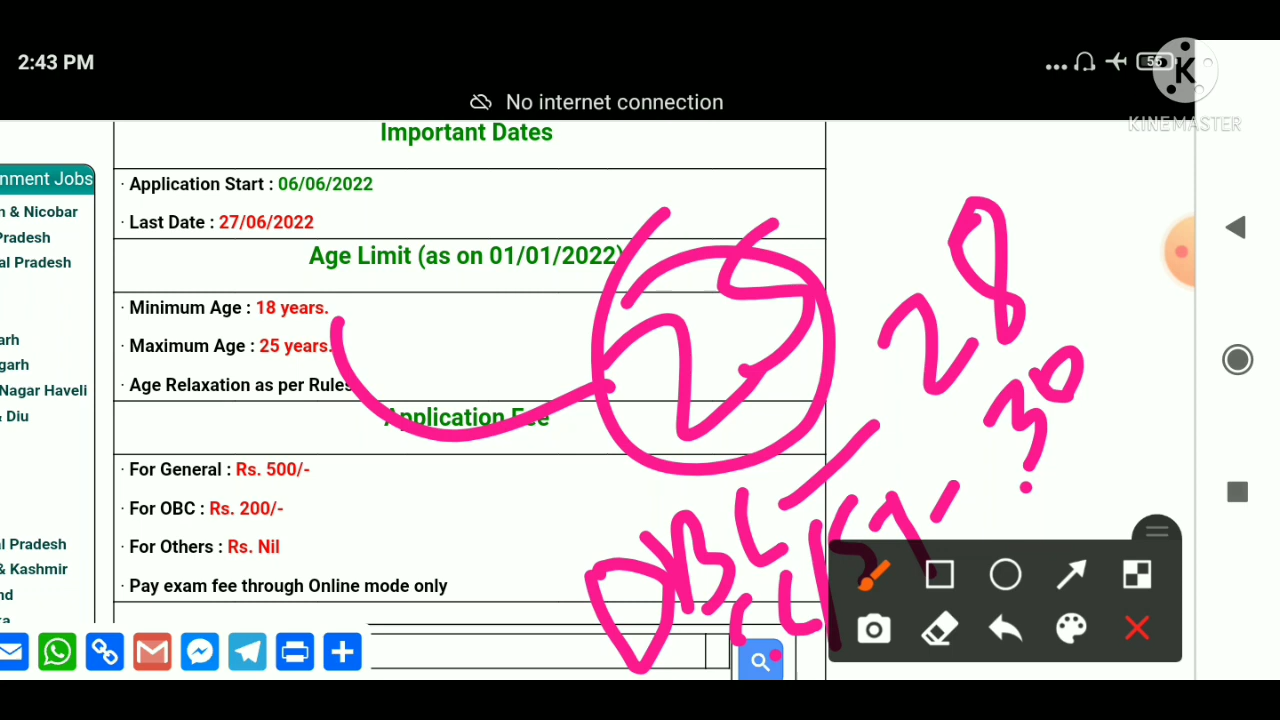 2:43 PM
55
No internet connection
KINEMASTER
Important Dates
nment Jobs
· Application Start : 06/06/2022
n & Nicobar
· Last Date : 27/06/2022
Pradesh
Age Limit (as on 01/01/2022)
al Pradesh
· Minimum Age : 18 years.
28
25
arh
· Maximum Age : 25 years.
garh
· Age Relaxation as per Rules
30
Nagar Haveli
& Diu
Application Fee
· For General : Rs. 500/-
· For OBC : Rs. 200/-
OBC
SC/ST
al Pradesh
· For Others : Rs. Nil
& Kashmir
· Pay exam fee through Online mode only
nd